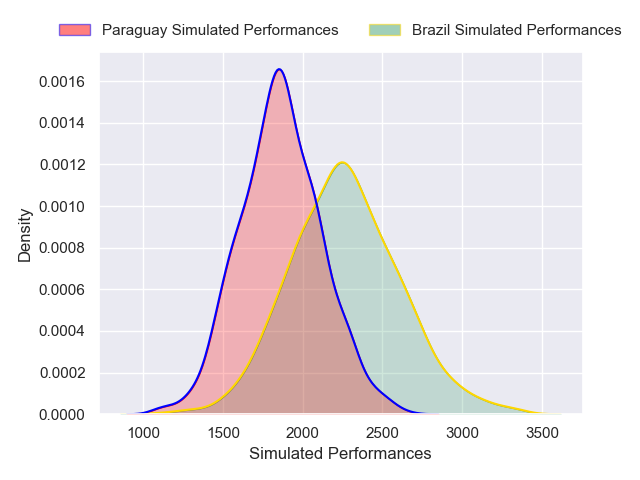 Paraguay Simulated Performances
Brazil Simulated Performances
0.0016
0.0014
0.0012
0.0010
0.0008
0.0006
0.0004
0.0002
0.0000
Density
1000 1500 2000 2500 3000 3500
Simulated Performances